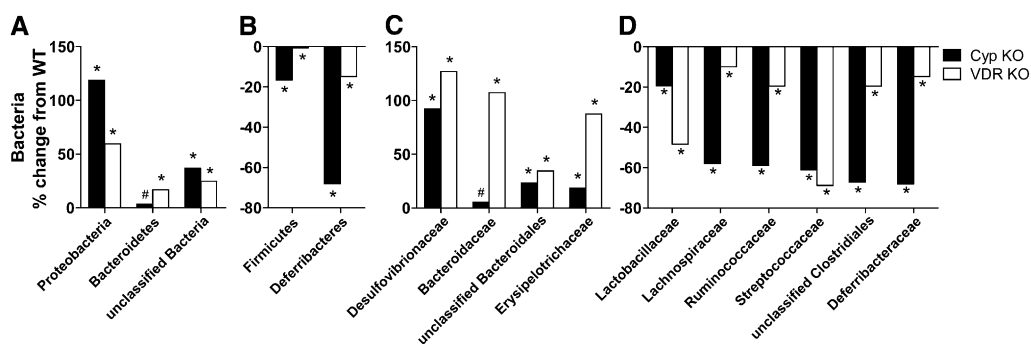 A
B
C
D
Bacteria
% change from WT
150
100
50
0
*
*
#
*
*
*
Proteobacteria
Bacteroidetes
unclassified Bacteria
0
-20
-40
-60
-80
*
*
*
*
Firmicutes
Deferribacteres
150
100
50
0
*
*
#
*
*
*
*
*
Desulfovibrionaceae
Bacteroidaceae
unclassified Bacteroidales
Erysipelotrichaceae
0
-20
-40
-60
-80
*
*
*
*
*
*
*
*
*
*
*
*
Lactobacillaceae
Lachnospiraceae
Ruminococcaceae
Streptococcaceae
unclassified Clostridiales
Deferribacteraceae
Cyp KO
VDR KO